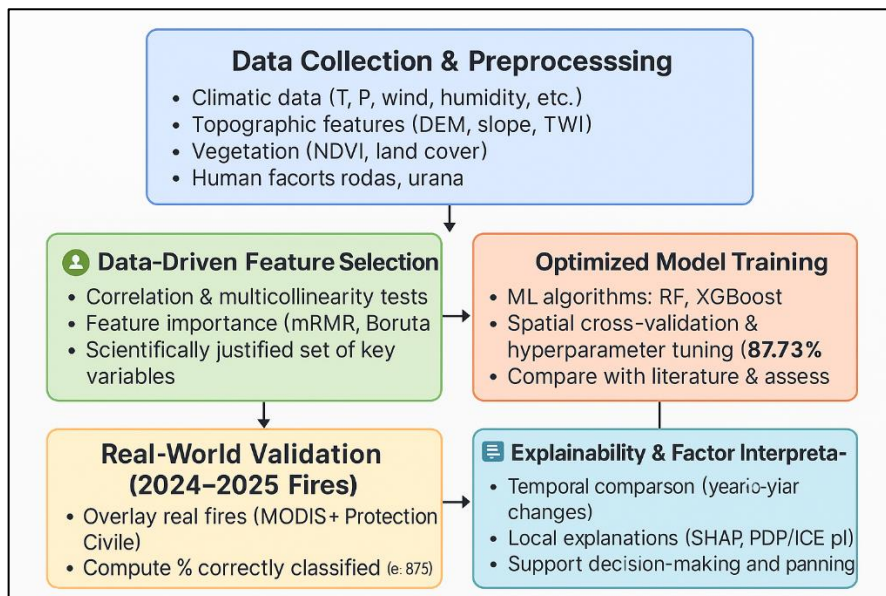 Data Collection & Preprocesssing
• Climatic data (T, P, wind, humidity, etc.)
• Topographic features (DEM, slope, TWI)
• Vegetation (NDVI, land cover)
• Human facorts rodas, urana
Data-Driven Feature Selection
• Correlation & multicollinearity tests
• Feature importance (mRMR, Boruta
• Scientifically justified set of key
variables
Optimized Model Training
• ML algorithms: RF, XGBoost
• Spatial cross-validation &
hyperparameter tuning (87.73%
• Compare with literature & assess
Real-World Validation
(2024–2025 Fires)
• Overlay real fires (MODIS+ Protection
Civile)
• Compute % correctly classified (e: 875)
Explainability & Factor Interpreta-
• Temporal comparison (yeario-yiar
changes)
• Local explanations (SHAP, PDP/ICE pl)
• Support decision-making and panning